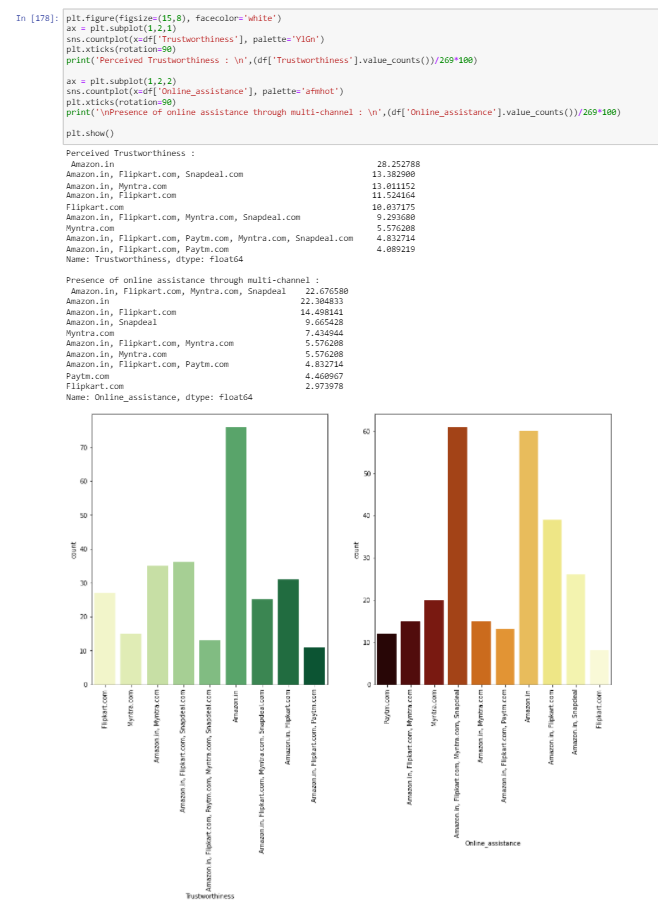 In [178]: plt.figure(figsize=(15,8), facecolor='white')
ax = plt.subplot(1,2,1)
sns.countplot(x=df['Trustworthiness'], palette='YlGn')
plt.xticks(rotation=90)
print('Perceived Trustworthiness : \n',(df['Trustworthiness'].value_counts())/269*100)
ax = plt.subplot(1,2,2)
sns.countplot(x=df['Online_assistance'], palette='afmhot')
plt.xticks(rotation=90)
print('\nPresence of online assistance through multi-channel : \n',(df['Online_assistance'].value_counts())/269*100)
plt.show()
Perceived Trustworthiness :
Amazon.in 28.252788
Amazon.in, Flipkart.com, Snapdeal.com 13.382900
Amazon.in, Myntra.com 13.011152
Amazon.in, Flipkart.com 11.524164
Flipkart.com 10.037175
Amazon.in, Flipkart.com, Myntra.com, Snapdeal.com 9.293680
Myntra.com 5.576208
Amazon.in, Flipkart.com, Paytm.com, Myntra.com, Snapdeal.com 4.832714
Amazon.in, Flipkart.com, Paytm.com 4.089219
Name: Trustworthiness, dtype: float64
Presence of online assistance through multi-channel :
Amazon.in, Flipkart.com, Myntra.com, Snapdeal 22.676580
Amazon.in 22.304833
Amazon.in, Flipkart.com 14.498141
Amazon.in, Snapdeal 9.665428
Myntra.com 7.434944
Amazon.in, Flipkart.com, Myntra.com 5.576208
Amazon.in, Myntra.com 5.576208
Amazon.in, Flipkart.com, Paytm.com 4.832714
Paytm.com 4.460967
Flipkart.com 2.973978
Name: Online_assistance, dtype: float64
70
60
50
40
30
20
10
0
count
Flipkart.com
Myntra.com
Amazon.in, Myntra.com
Amazon.in, Flipkart.com, Snapdeal.com
Amazon.in, Flipkart.com, Paytm.com, Myntra.com, Snapdeal.com
Amazon.in
Amazon.in, Flipkart.com, Myntra.com, Snapdeal.com
Amazon.in, Flipkart.com
Amazon.in, Flipkart.com, Paytm.com
Trustworthiness
60
50
40
30
20
10
0
count
Paytm.com
Amazon.in, Flipkart.com, Myntra.com
Myntra.com
Amazon.in, Flipkart.com, Myntra.com, Snapdeal
Amazon.in, Myntra.com
Amazon.in, Flipkart.com, Paytm.com
Amazon.in
Amazon.in, Flipkart.com
Amazon.in, Snapdeal
Flipkart.com
Online_assistance